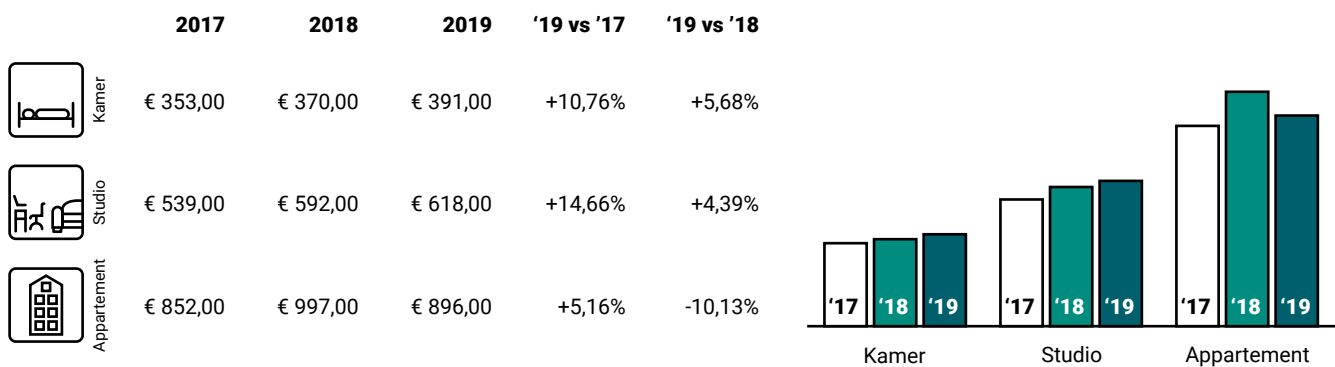 2017 2018 2019 ‘19 vs ’17 ‘19 vs ’18
Kamer € 353,00 € 370,00 € 391,00 +10,76% +5,68%
Studio € 539,00 € 592,00 € 618,00 +14,66% +4,39%
Appartement € 852,00 € 997,00 € 896,00 +5,16% -10,13%
‘17 ‘18 ‘19 ‘17 ‘18 ‘19 ‘17 ‘18 ‘19
Kamer Studio Appartement